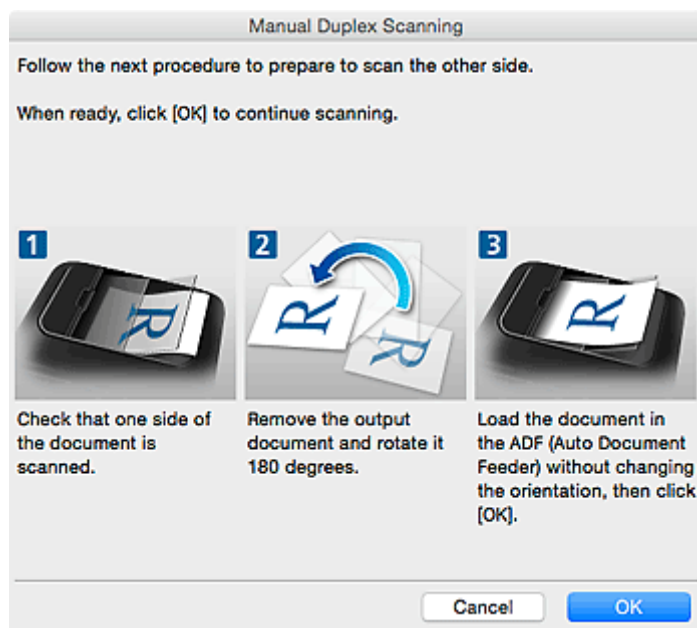 Manual Duplex Scanning
Follow the next procedure to prepare to scan the other side.
When ready, click [OK] to continue scanning.
1
R
Check that one side of
the document is
scanned.
2
R
R
Remove the output
document and rotate it
180 degrees.
3
R
Load the document in
the ADF (Auto Document
Feeder) without changing
the orientation, then click
[OK].
Cancel
OK